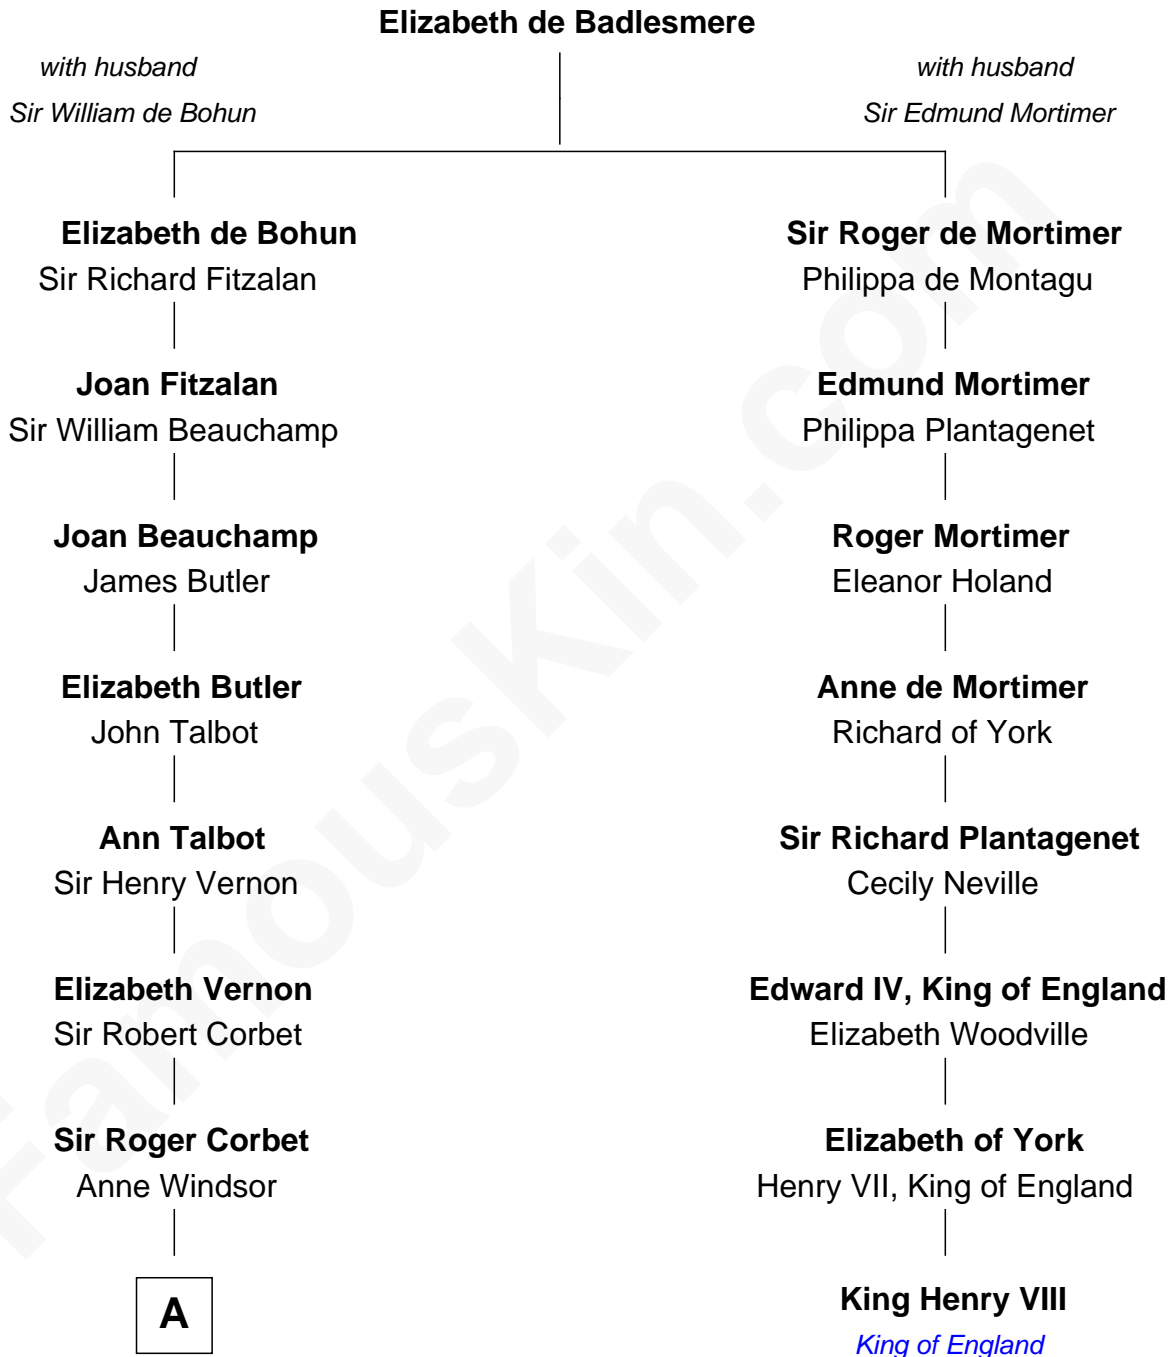 Elizabeth de Badlesmere
with husband
Sir William de Bohun
with husband
Sir Edmund Mortimer
Elizabeth de Bohun
Sir Richard Fitzalan
Sir Roger de Mortimer
Philippa de Montagu
Joan Fitzalan
Sir William Beauchamp
Edmund Mortimer
Philippa Plantagenet
Joan Beauchamp
James Butler
Roger Mortimer
Eleanor Holand
Elizabeth Butler
John Talbot
Anne de Mortimer
Richard of York
Ann Talbot
Sir Henry Vernon
Sir Richard Plantagenet
Cecily Neville
Elizabeth Vernon
Sir Robert Corbet
Edward IV, King of England
Elizabeth Woodville
Sir Roger Corbet
Anne Windsor
Elizabeth of York
Henry VII, King of England
A
King Henry VIII
King of England
FamousKin.com